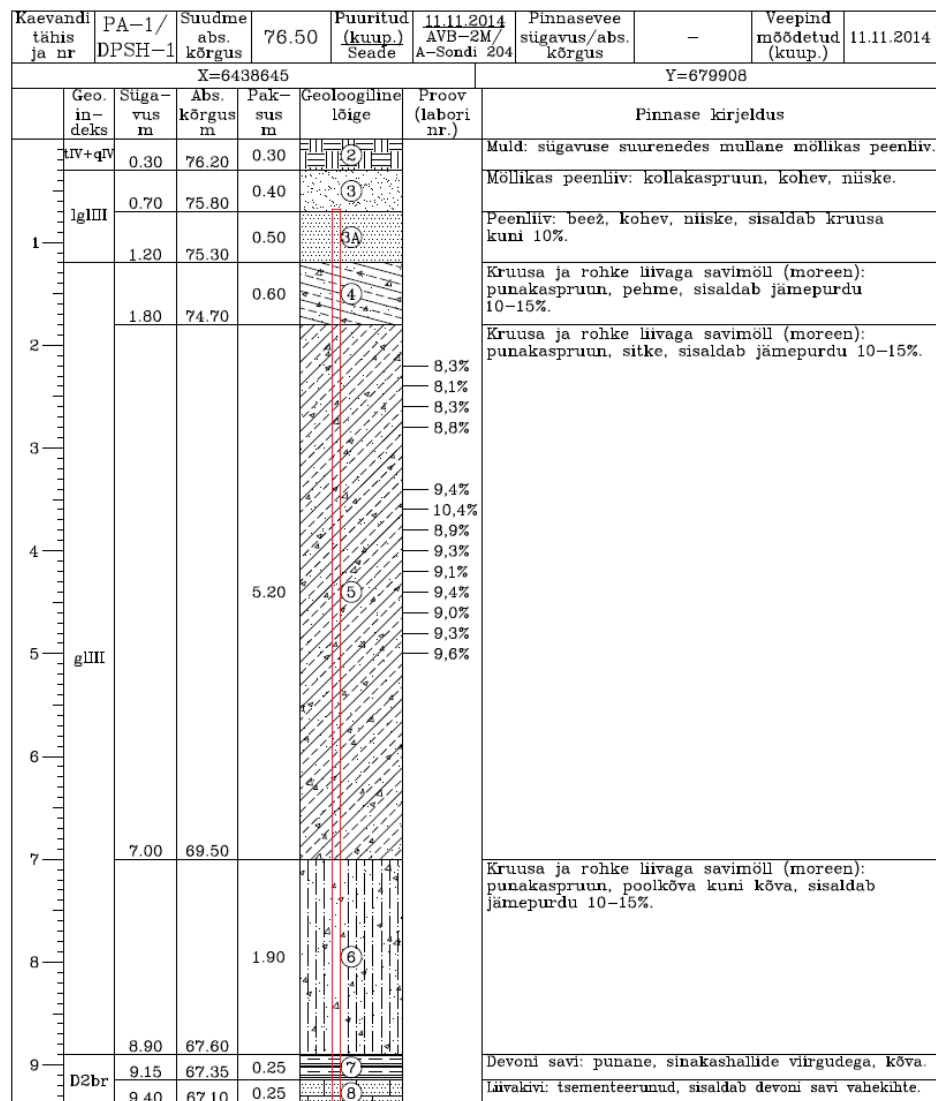 Kaevandi tähis ja nr PA-1/ DPSH-1 Suudme abs. kõrgus 76.50 Puuritud (kuup.) Seade 11.11.2014 AVB-2M/ A-Sondi 204 Pinnasevee sügavus/abs. kõrgus – Veepind mõõdetud (kuup.) 11.11.2014
X=6438645 Y=679908
Geo. in- deks Süga- vus m Abs. kõrgus m Pak- sus m Geoloogiline lõige Proov (labori nr.) Pinnase kirjeldus
tIV+qIV 0.30 76.20 0.30 2 Muld: sügavuse suurenedes mullane möllikas peenliiv.
0.70 75.80 0.40 3 Möllikas peenliiv: kollakaspruun, kohev, niiske.
lglIII
1 1.20 75.30 0.50 3A Peenliiv: beež, kohev, niiske, sisaldab kruusa
kuni 10%.
1.80 74.70 0.60 4 Kruusa ja rohke liivaga savimöll (moreen):
punakaspruun, pehme, sisaldab jämepurdu
10-15%.
2 Kruusa ja rohke liivaga savimöll (moreen):
punakaspruun, sitke, sisaldab jämepurdu 10-15%.
8,3%
8,1%
8,3%
8,8%
3
9,4%
10,4%
8,9%
4 9,3%
9,1%
5.20 5 9,4%
9,0%
9,3%
5 9,6%
glIII
6
7 7.00 69.50
Kruusa ja rohke liivaga savimöll (moreen):
punakaspruun, poolkõva kuni kõva, sisaldab
jämepurdu 10-15%.
8 1.90 6
8.90 67.60
9 9.15 67.35 0.25 7 Devoni savi: punane, sinakashallide viirgudega, kõva.
D2br
9.40 67.10 0.25 8 Liivakivi: tsementeerunud, sisaldab devoni savi vahekihte.